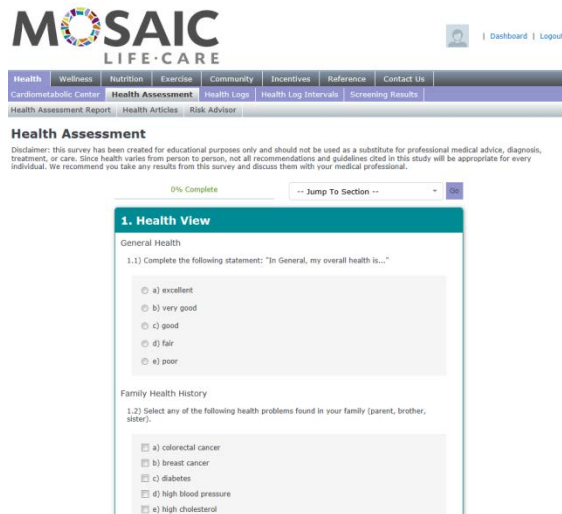 MOSAIC
LIFE·CARE
| Dashboard | Logout
Health Wellness Nutrition Exercise Community Incentives Reference Contact Us
Cardiometabolic Center Health Assessment Health Logs Health Log Intervals Screening Results
Health Assessment Report Health Articles Risk Advisor
Health Assessment
Disclaimer: this survey has been created for educational purposes only and should not be used as a substitute for professional medical advice, diagnosis,
treatment, or care. Since health varies from person to person, not all recommendations and guidelines cited in this study will be appropriate for every
individual. We recommend you take any results from this survey and discuss them with your medical professional.
0% Complete -- Jump To Section -- Go
1. Health View
General Health
1.1) Complete the following statement: "In General, my overall health is..."
a) excellent
b) very good
c) good
d) fair
e) poor
Family Health History
1.2) Select any of the following health problems found in your family (parent, brother,
sister).
a) colorectal cancer
b) breast cancer
c) diabetes
d) high blood pressure
e) high cholesterol